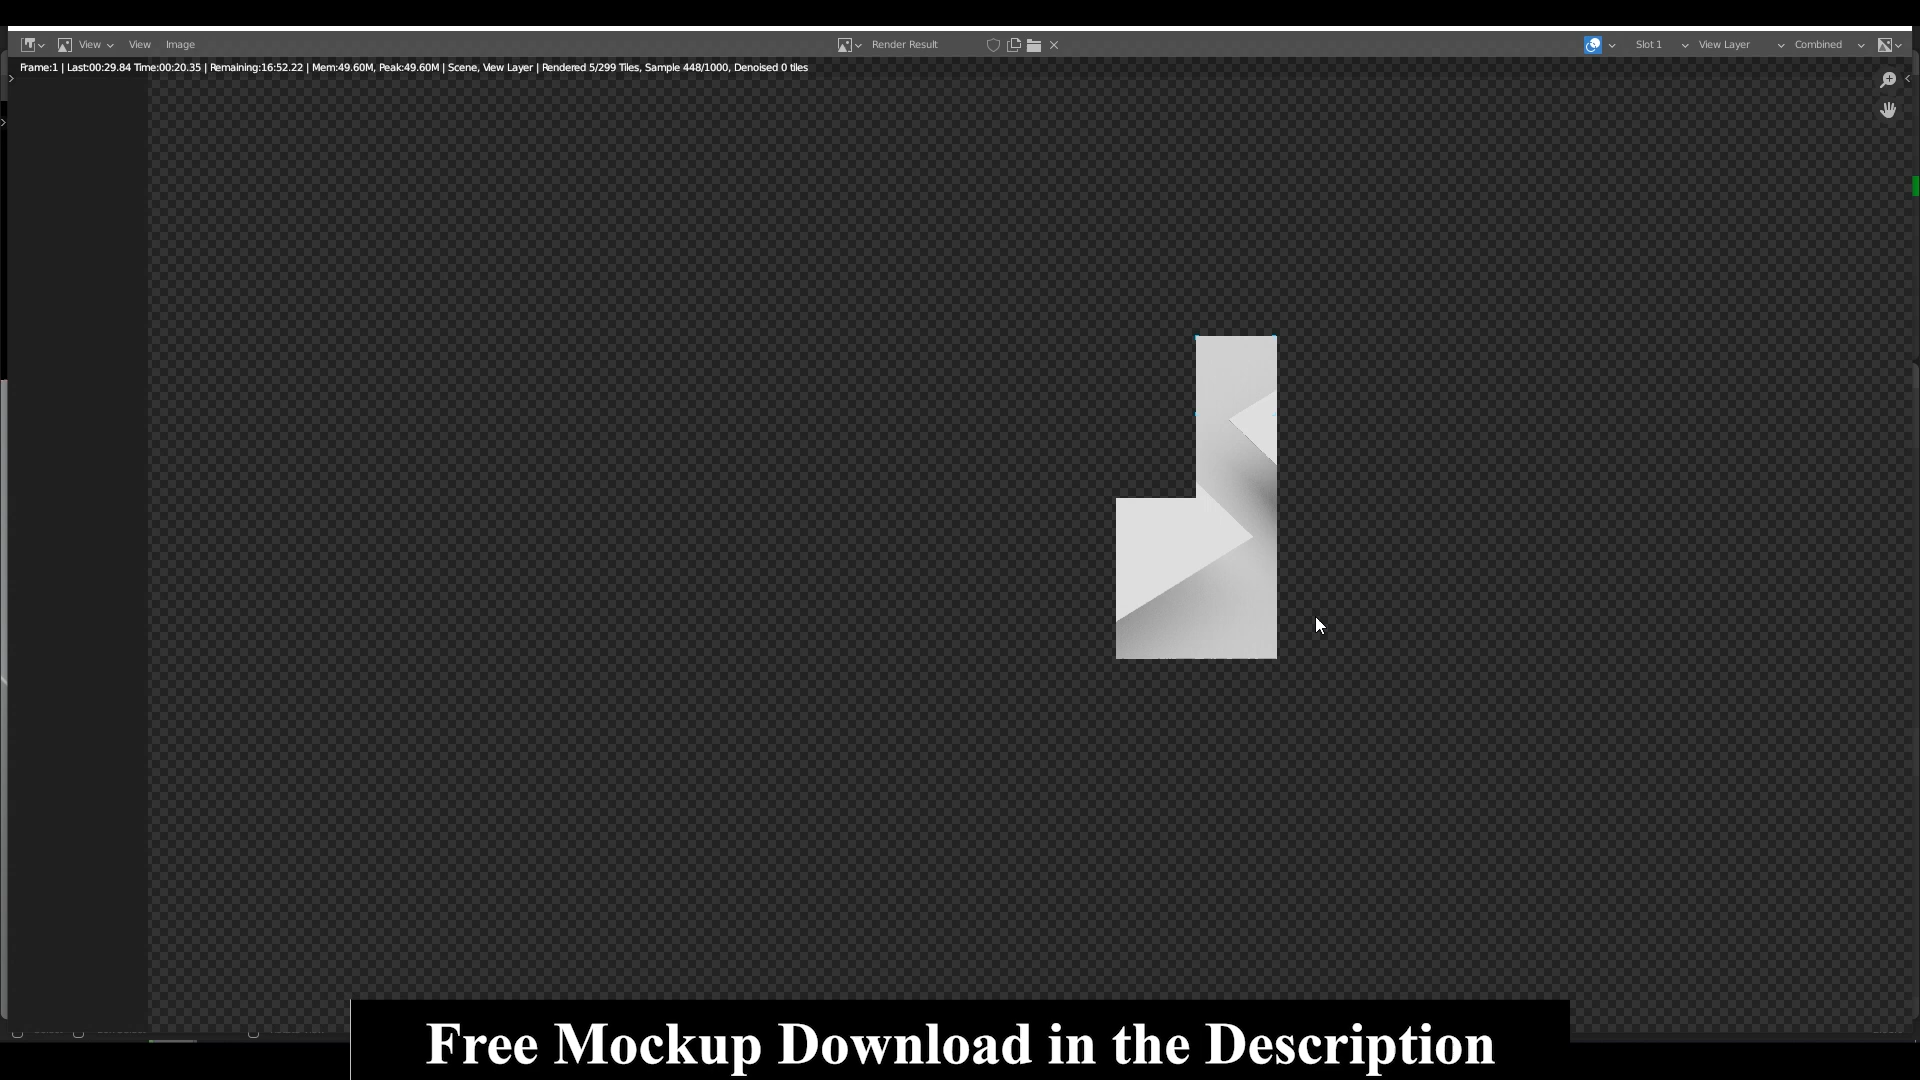 View View Image Render Result Slot 1 View Layer Combined
Frame:1 | Last:00:29.84 Time:00:20.35 | Remaining:16:52.22 | Mem:49.60M, Peak:49.60M | Scene, View Layer | Rendered 5/299 Tiles, Sample 448/1000, Denoised 0 tiles
Free Mockup Download in the Description